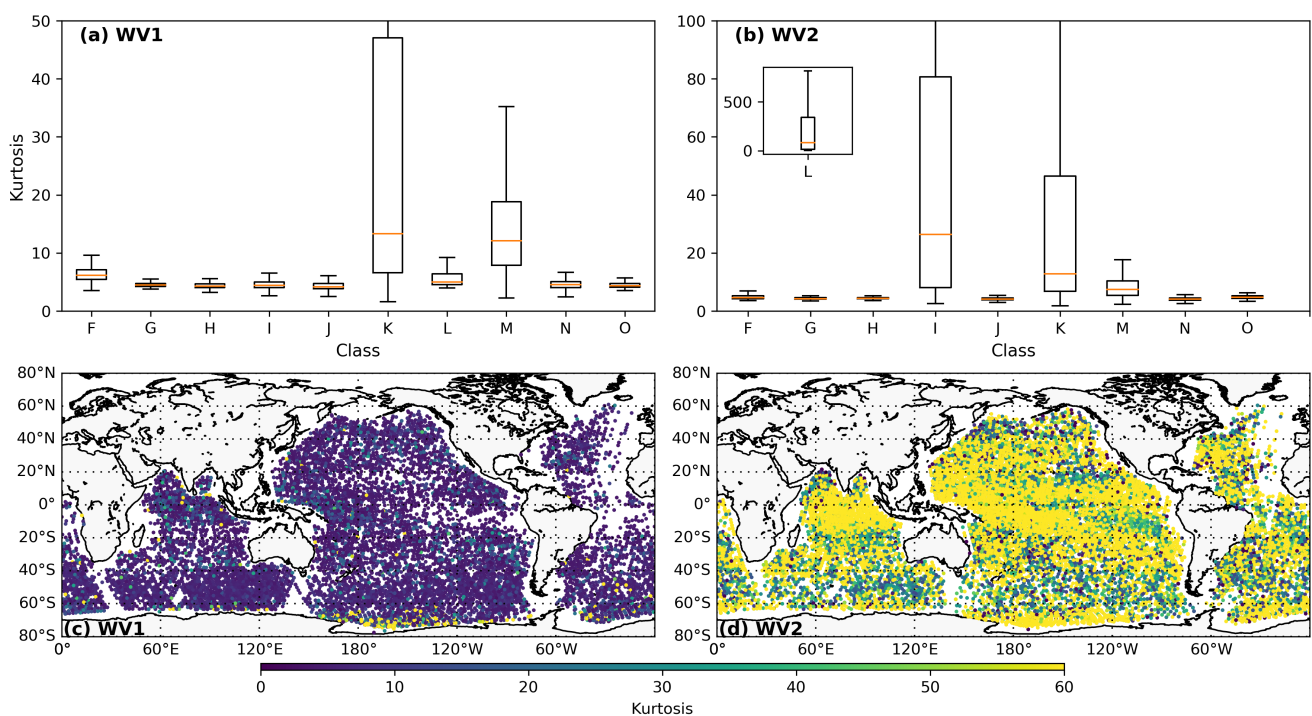 (a) WV1
50
40
30
20
10
0
Kurtosis
F G H I J K L M N O
Class
(b) WV2
100
80
60
40
20
0
500
0
L
F G H I J K M N O
Class
80°N
60°N
40°N
20°N
0°
20°S
40°S
60°S
80°S
(c) WV1
0° 60°E 120°E 180° 120°W 60°W
80°N
60°N
40°N
20°N
0°
20°S
40°S
60°S
80°S
(d) WV2
0° 60°E 120°E 180° 120°W 60°W
0 10 20 30 40 50 60
Kurtosis